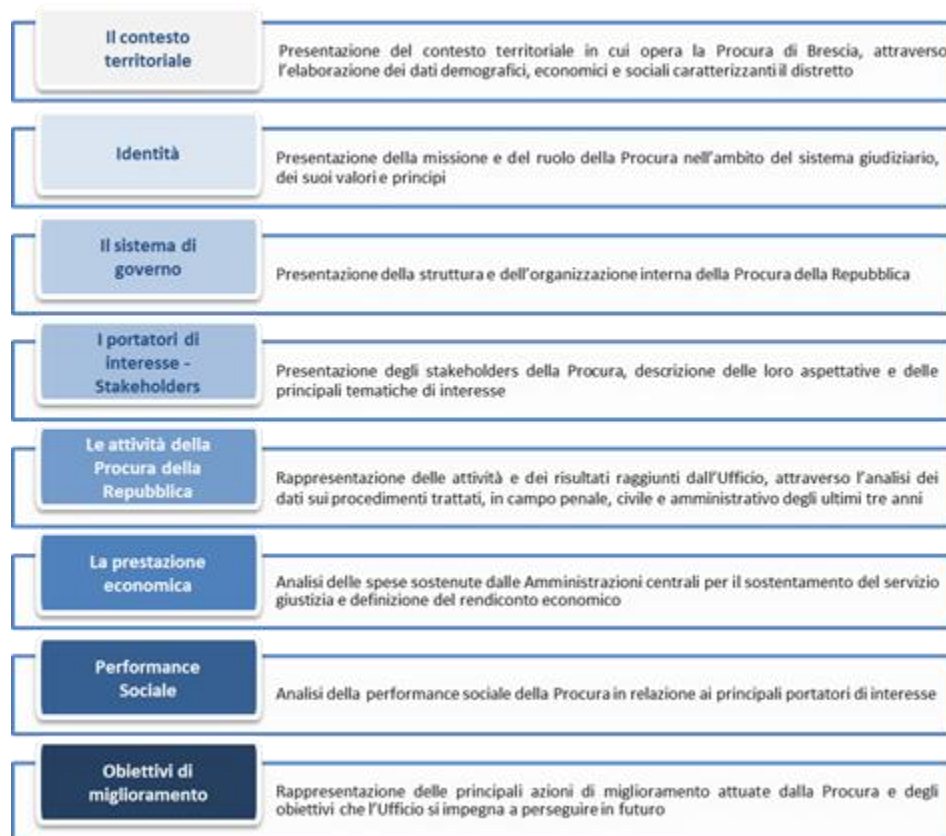 Il contesto
territoriale
Presentazione del contesto territoriale in cui opera la Procura di Brescia, attraverso
l'elaborazione dei dati demografici, economici e sociali caratterizzanti il distretto
Identità
Presentazione della missione e del ruolo della Procura nell'ambito del sistema giudiziario,
dei suoi valori e principi
Il sistema di
governo
Presentazione della struttura e dell'organizzazione interna della Procura della Repubblica
I portatori di
interesse -
Stakeholders
Presentazione degli stakeholders della Procura, descrizione delle loro aspettative e delle
principali tematiche di interesse
Le attività della
Procura della
Repubblica
Rappresentazione delle attività e dei risultati raggiunti dall'Ufficio, attraverso l'analisi dei
dati sui procedimenti trattati, in campo penale, civile e amministrativo degli ultimi tre anni
La prestazione
economica
Analisi delle spese sostenute dalle Amministrazioni centrali per il sostentamento del servizio
giustizia e definizione del rendiconto economico
Performance
Sociale
Analisi della performance sociale della Procura in relazione ai principali portatori di interesse
Obiettivi di
miglioramento
Rappresentazione delle principali azioni di miglioramento attuate dalla Procura e degli
obiettivi che l'Ufficio si impegna a perseguire in futuro